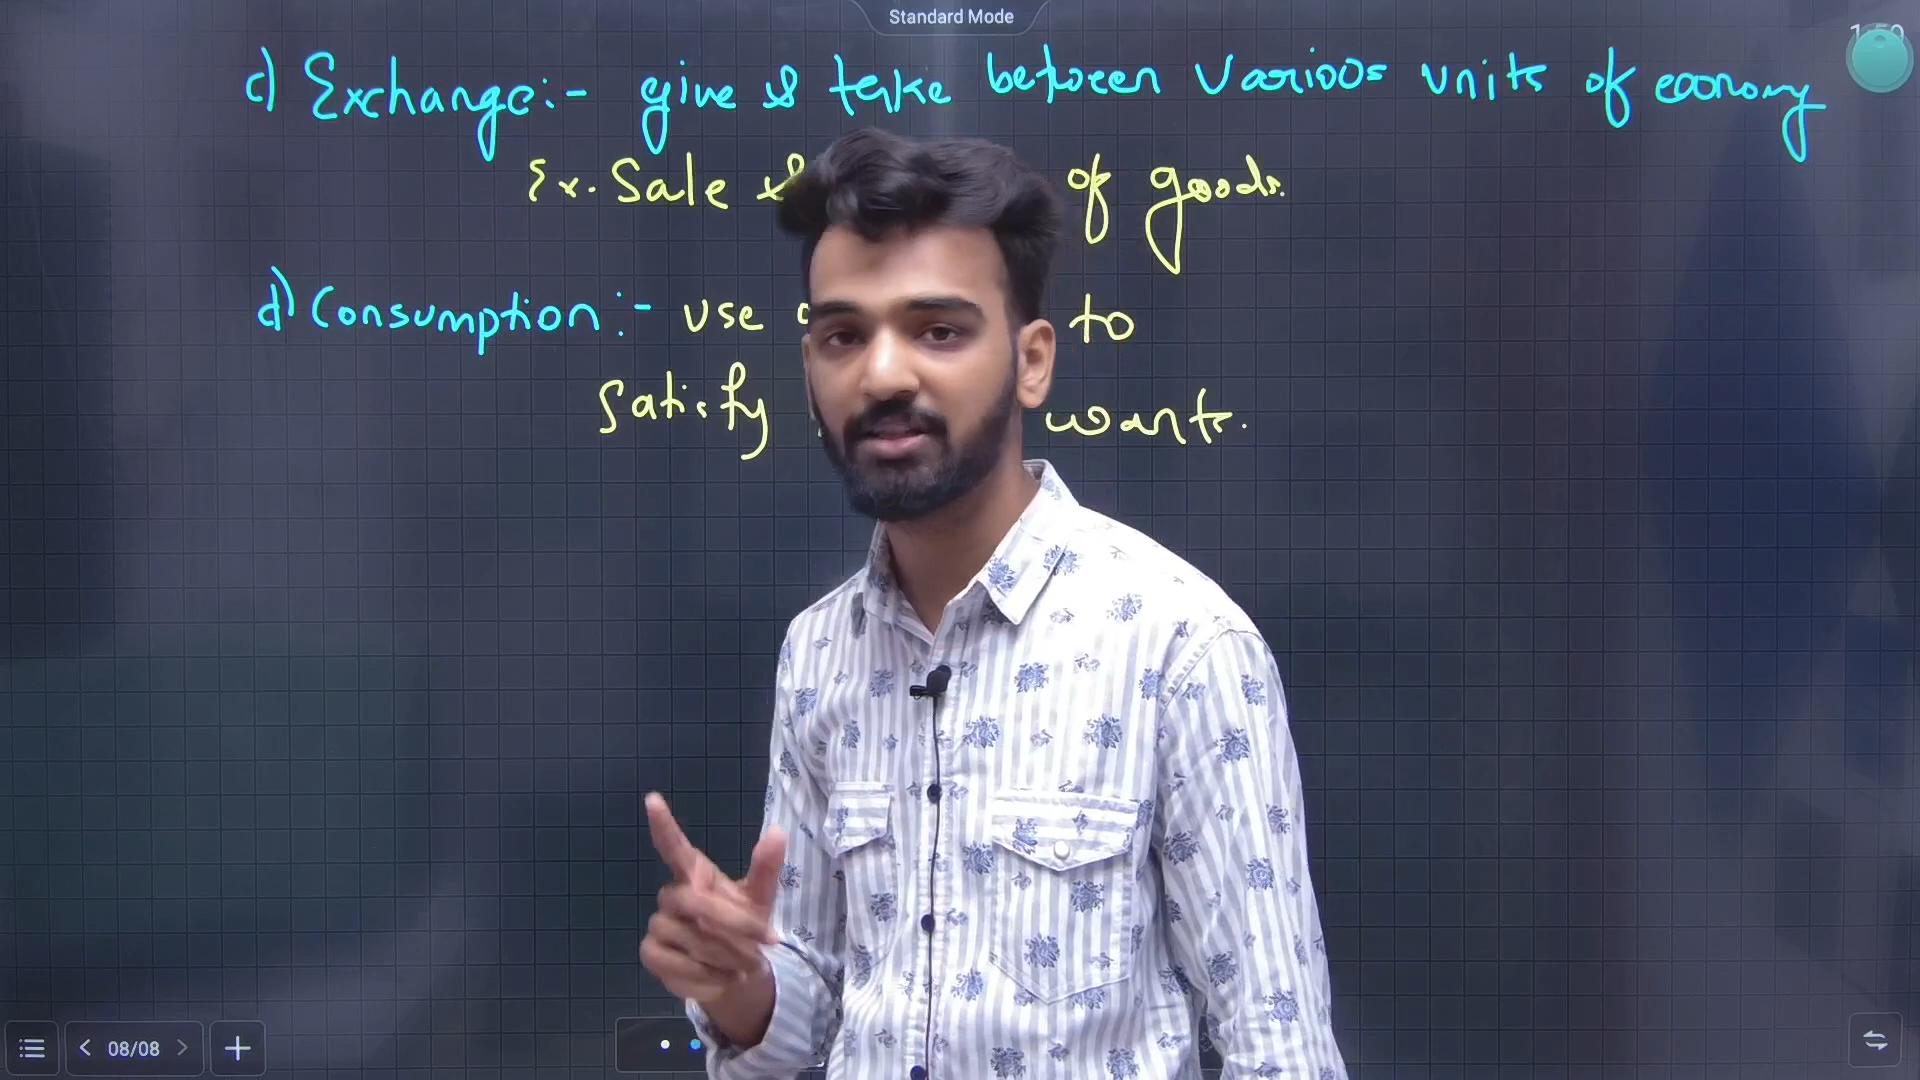 Standard Mode
c) Exchange:- give & take between various units of economy
Ex. Sale & of goods.
d) Consumption:- use to
satisfy wants.
08/08